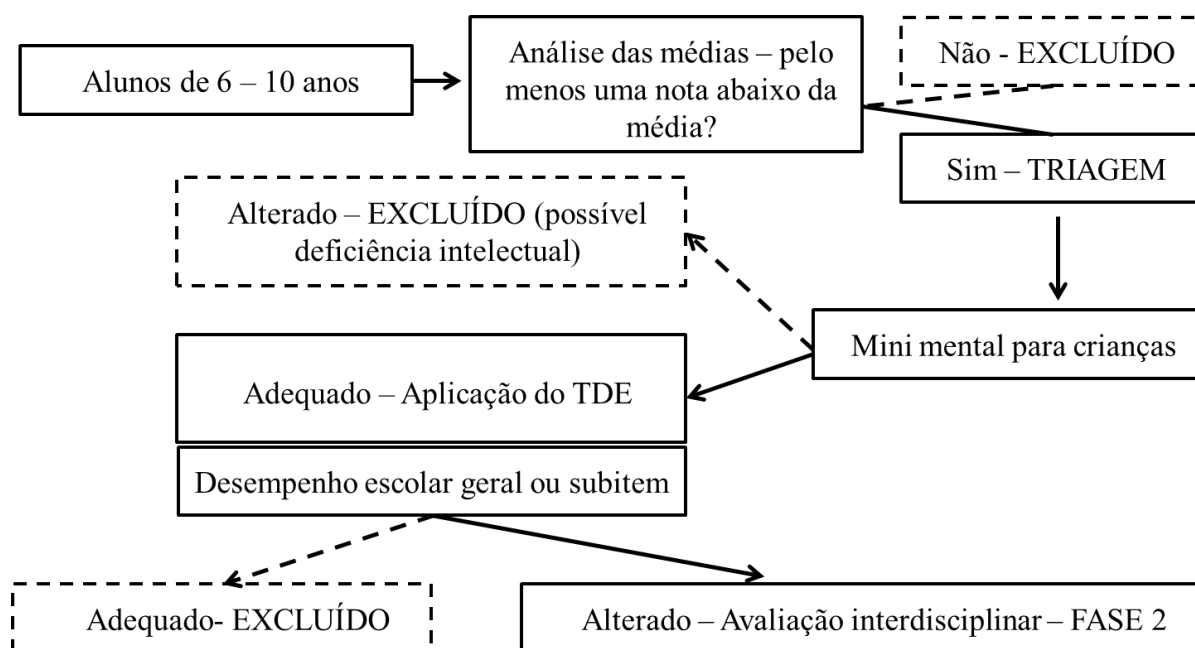 Alunos de 6 – 10 anos
Análise das médias – pelo
menos uma nota abaixo da
média?
Não - EXCLUÍDO
Sim – TRIAGEM
Alterado – EXCLUÍDO (possível
deficiência intelectual)
Mini mental para crianças
Adequado – Aplicação do TDE
Desempenho escolar geral ou subitem
Adequado- EXCLUÍDO
Alterado – Avaliação interdisciplinar – FASE 2